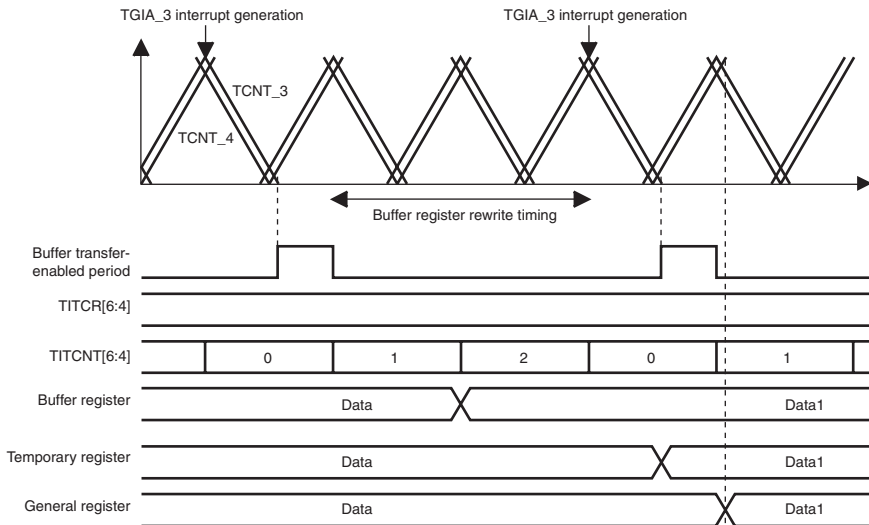 TGIA_3 interrupt generation
TGIA_3 interrupt generation
TCNT_3
TCNT_4
Buffer register rewrite timing
Buffer transfer-
enabled period
TITCR[6:4]
TITCNT[6:4]
0
1
2
0
1
Buffer register
Data
Data1
Temporary register
Data
Data1
General register
Data
Data1